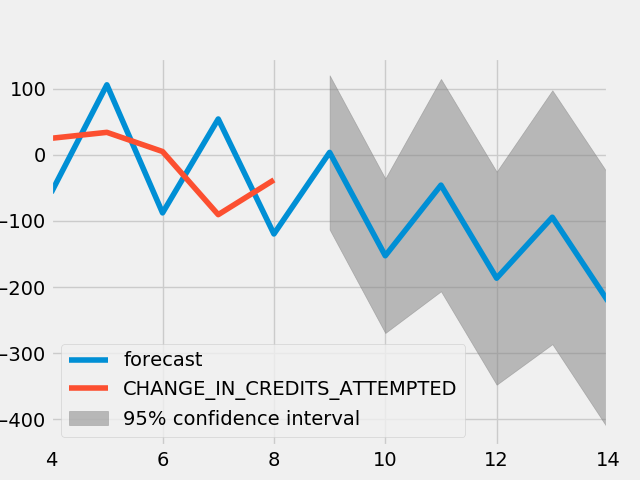 100
0
−100
−200
−300
−400
forecast
CHANGE_IN_CREDITS_ATTEMPTED
95% confidence interval
4 6 8 10 12 14